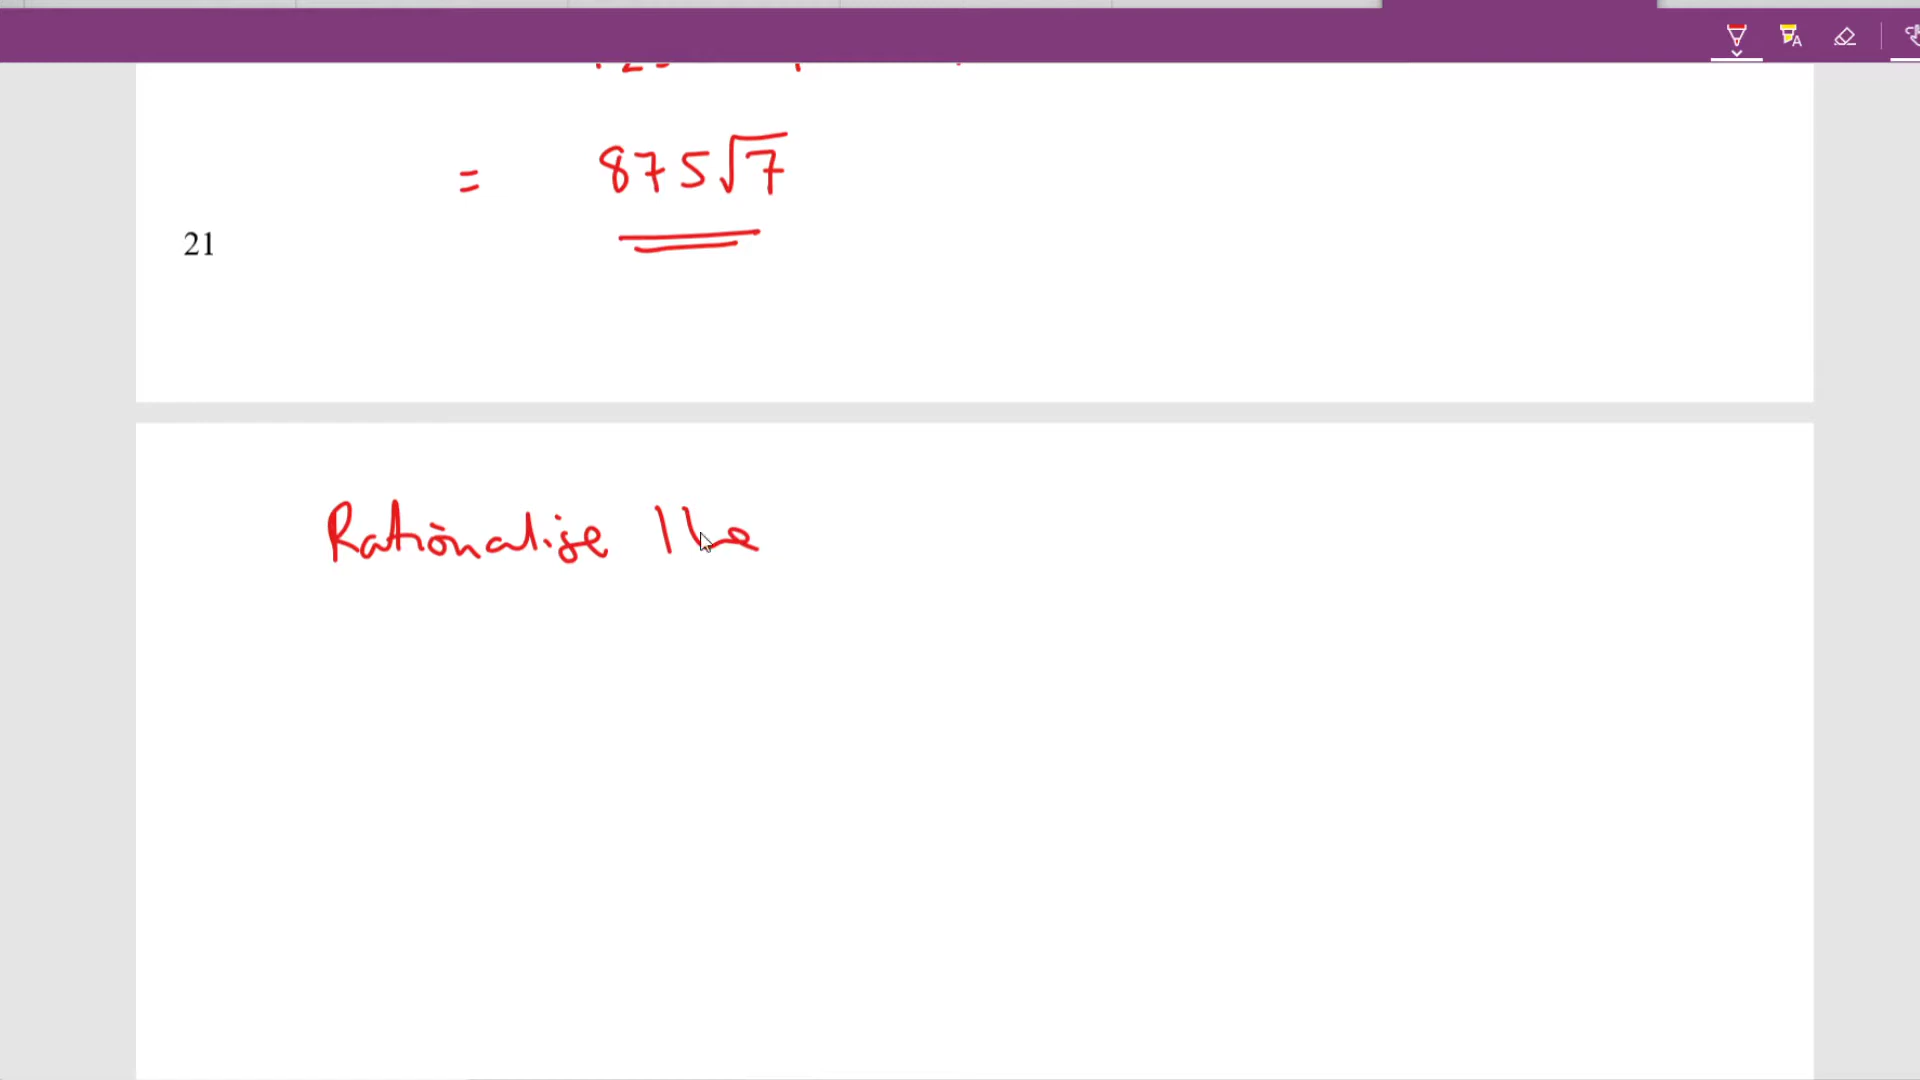 = 875√7
21
Rationalise the